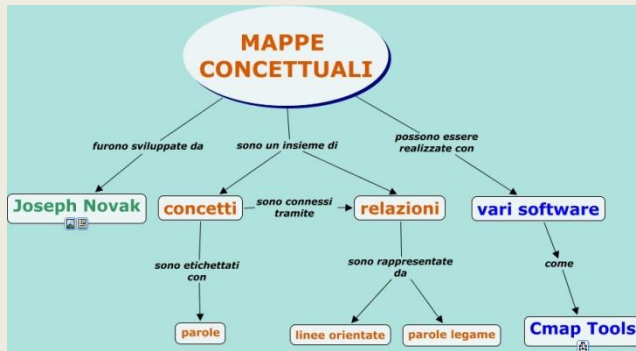 MAPPE
CONCETTUALI
furono sviluppate da
sono un insieme di
possono essere
realizzate con
Joseph Novak
concetti
sono connessi
tramite
relazioni
vari software
sono etichettati
con
sono rappresentate
da
come
parole
linee orientate
parole legame
Cmap Tools